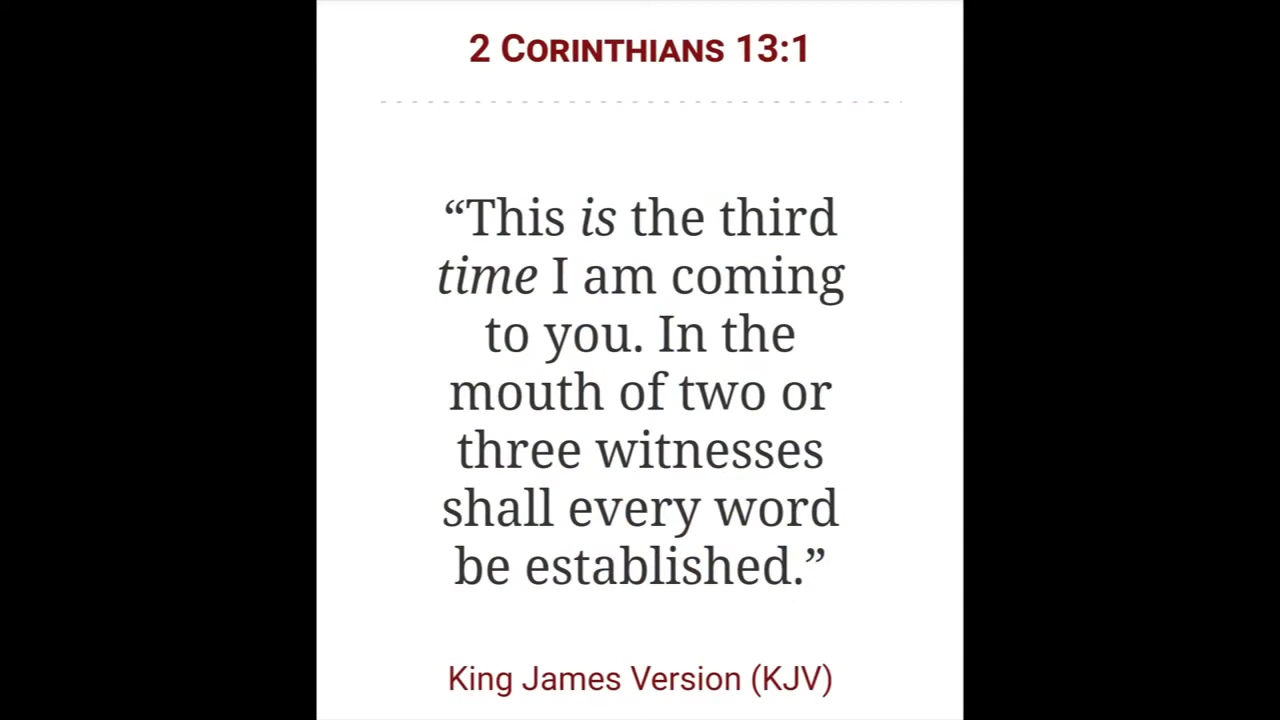 2 Corinthians 13:1
“This is the third
time I am coming
to you. In the
mouth of two or
three witnesses
shall every word
be established.”
King James Version (KJV)